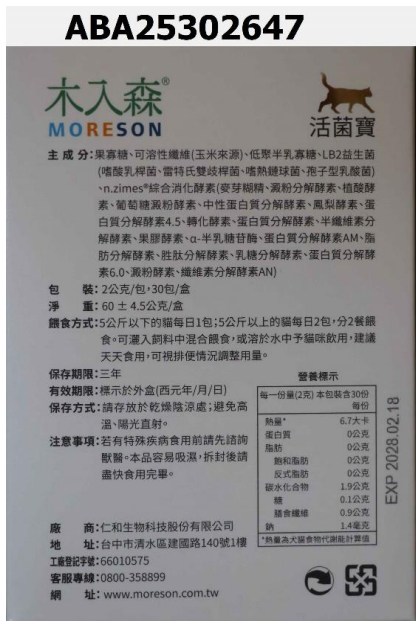 ABA25302647
木入森®
MORESON
活菌寶
主成分:果寡糖、可溶性纖維(玉米來源)、低聚半乳寡糖、LB2益生菌
(嗜酸乳桿菌、雷特氏雙歧桿菌、嗜熱鏈球菌、孢子型乳酸菌)
、n.zimes®綜合消化酵素(麥芽糊精、澱粉分解酵素、植酸酵
素、葡萄糖澱粉酵素、中性蛋白質分解酵素、鳳梨酵素、蛋
白質分解酵素4.5、轉化酵素、蛋白質分解酵素、半纖維素分
解酵素、果膠酵素、α-半乳糖苷酶、蛋白質分解酵素AM、脂
肪分解酵素、胜肽分解酵素、乳糖分解酵素、蛋白質分解酵
素6.0、澱粉酵素、纖維素分解酵素AN)
包裝:2公克/包,30包/盒
淨重:60 ± 4.5公克/盒
餵食方式:5公斤以下的貓每日1包;5公斤以上的貓每日2包,分2餐餵
食。可灑入飼料中混合餵食,或溶於水中予貓咪飲用,建議
天天食用,可視排便情況調整用量。
保存期限:三年
有效期限:標示於外盒(西元年/月/日)
保存方式:請存放於乾燥陰涼處;避免高
溫、陽光直射。
注意事項:若有特殊疾病食用前請先諮詢
獸醫。本品容易吸濕,拆封後請
盡快食用完畢。
營養標示
每一份量(2克) 本包裝含30份
每份
熱量* 6.7大卡
蛋白質 0公克
脂肪 0公克
飽和脂肪 0公克
反式脂肪 0公克
碳水化合物 1.9公克
糖 0.1公克
膳食纖維 0.9公克
鈉 1.4毫克
*熱量為犬貓食物代謝能計算值
EXP 2028.02.18
廠商:仁和生物科技股份有限公司
地址:台中市清水區建國路140號1樓
工廠登記字號:66010575
客服專線:0800-358899
網址: www.moreson.com.tw